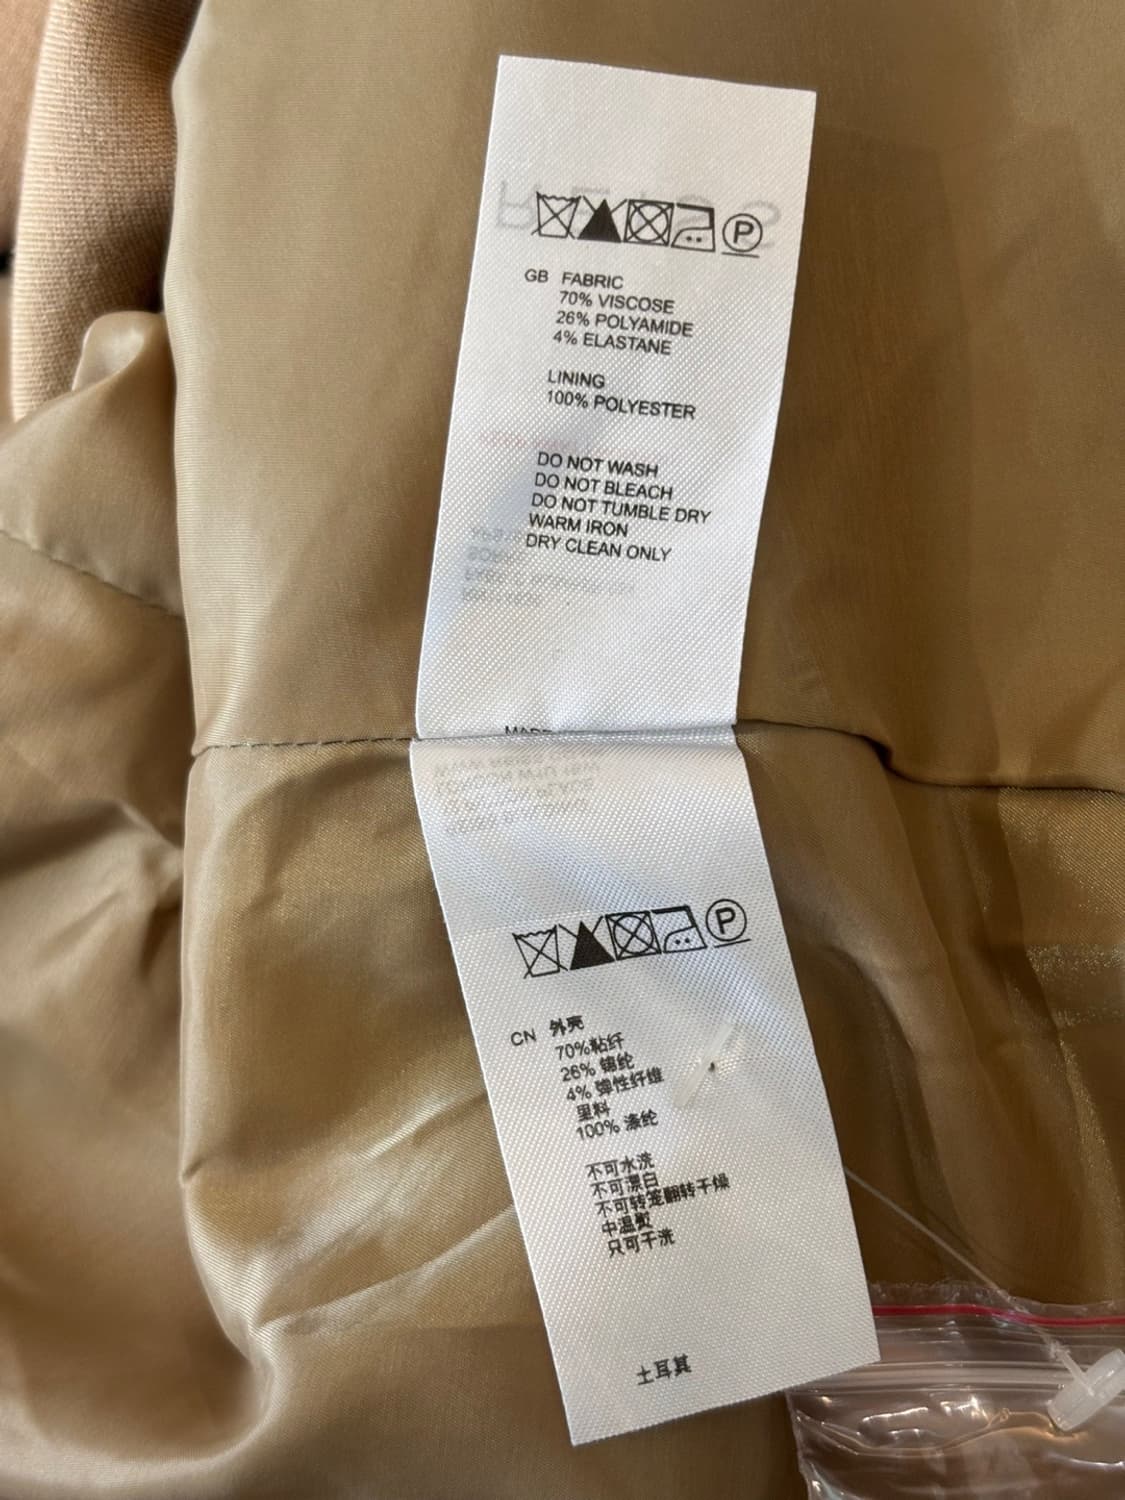 P
GB FABRIC
70% VISCOSE
26% POLYAMIDE
4% ELASTANE
LINING
100% POLYESTER
DO NOT WASH
DO NOT BLEACH
DO NOT TUMBLE DRY
WARM IRON
DRY CLEAN ONLY
P
CN 外壳
70%粘纤
26% 锦纶
4% 弹性纤维
里料
100% 涤纶
不可水洗
不可漂白
不可转笼翻转干燥
中温熨
只可干洗
土耳其